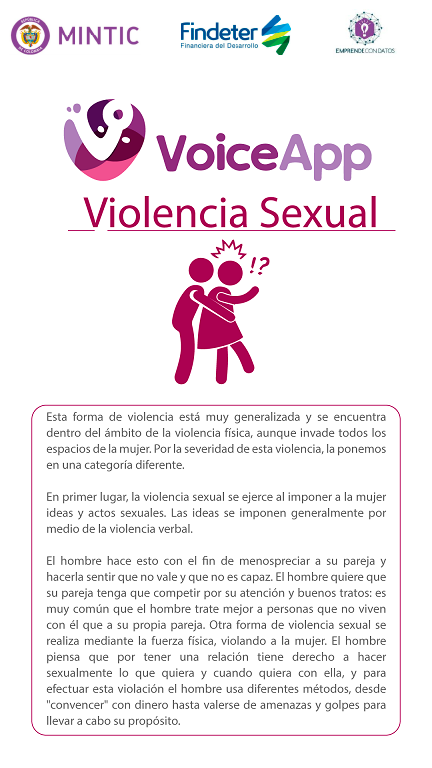 MINTIC
Findeter
Financiera del Desarrollo
EMPRENDECONDATOS
VoiceApp
Violencia Sexual
!?
Esta forma de violencia está muy generalizada y se encuentra
dentro del ámbito de la violencia física, aunque invade todos los
espacios de la mujer. Por la severidad de esta violencia, la ponemos
en una categoría diferente.
En primer lugar, la violencia sexual se ejerce al imponer a la mujer
ideas y actos sexuales. Las ideas se imponen generalmente por
medio de la violencia verbal.
El hombre hace esto con el fin de menospreciar a su pareja y
hacerla sentir que no vale y que no es capaz. El hombre quiere que
su pareja tenga que competir por su atención y buenos tratos: es
muy común que el hombre trate mejor a personas que no viven
con él que a su propia pareja. Otra forma de violencia sexual se
realiza mediante la fuerza física, violando a la mujer. El hombre
piensa que por tener una relación tiene derecho a hacer
sexualmente lo que quiera y cuando quiera con ella, y para
efectuar esta violación el hombre usa diferentes métodos, desde
"convencer" con dinero hasta valerse de amenazas y golpes para
llevar a cabo su propósito.